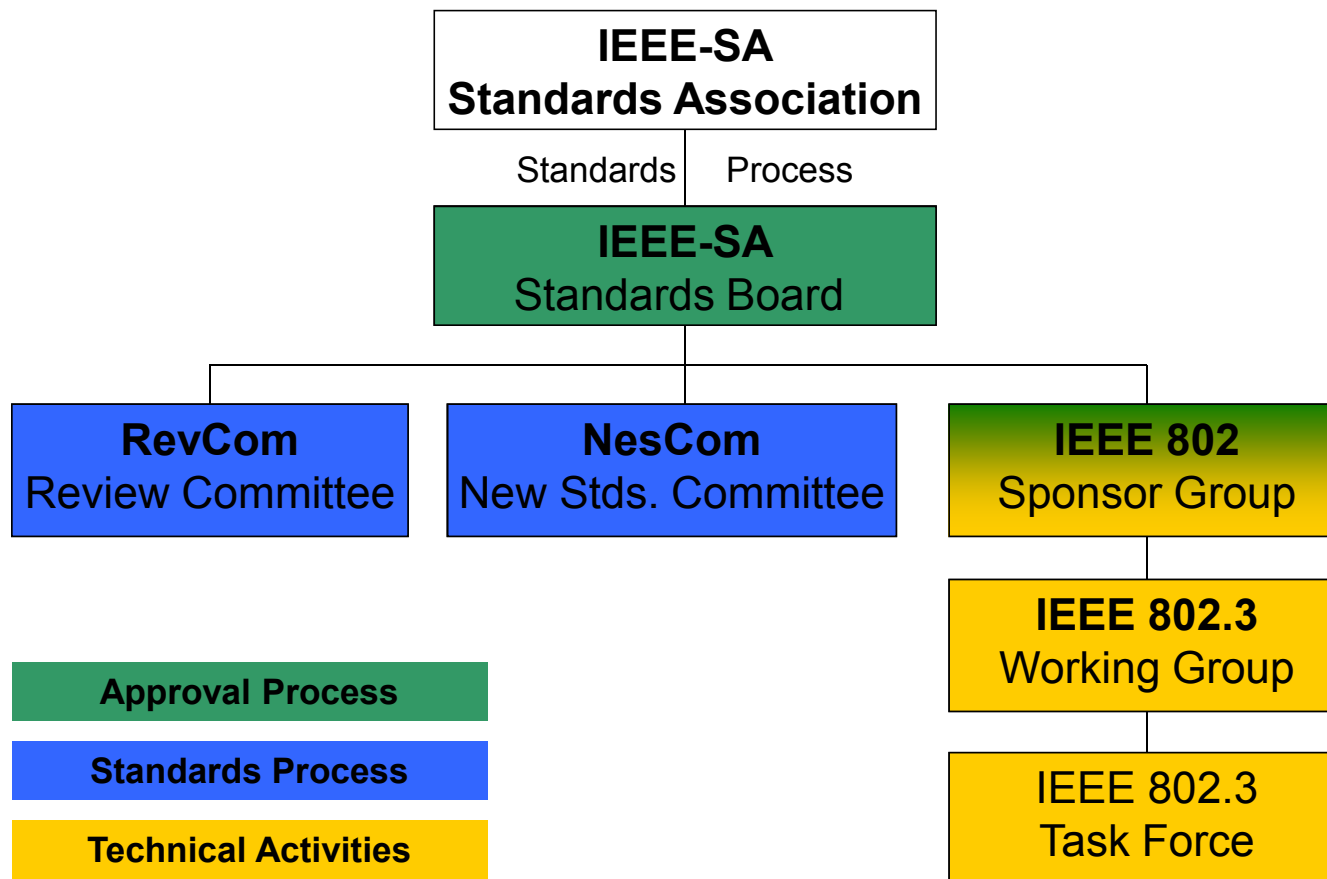 IEEE-SA
Standards Association
Standards Process
IEEE-SA
Standards Board
RevCom
Review Committee
NesCom
New Stds. Committee
IEEE 802
Sponsor Group
IEEE 802.3
Working Group
IEEE 802.3
Task Force
Approval Process
Standards Process
Technical Activities